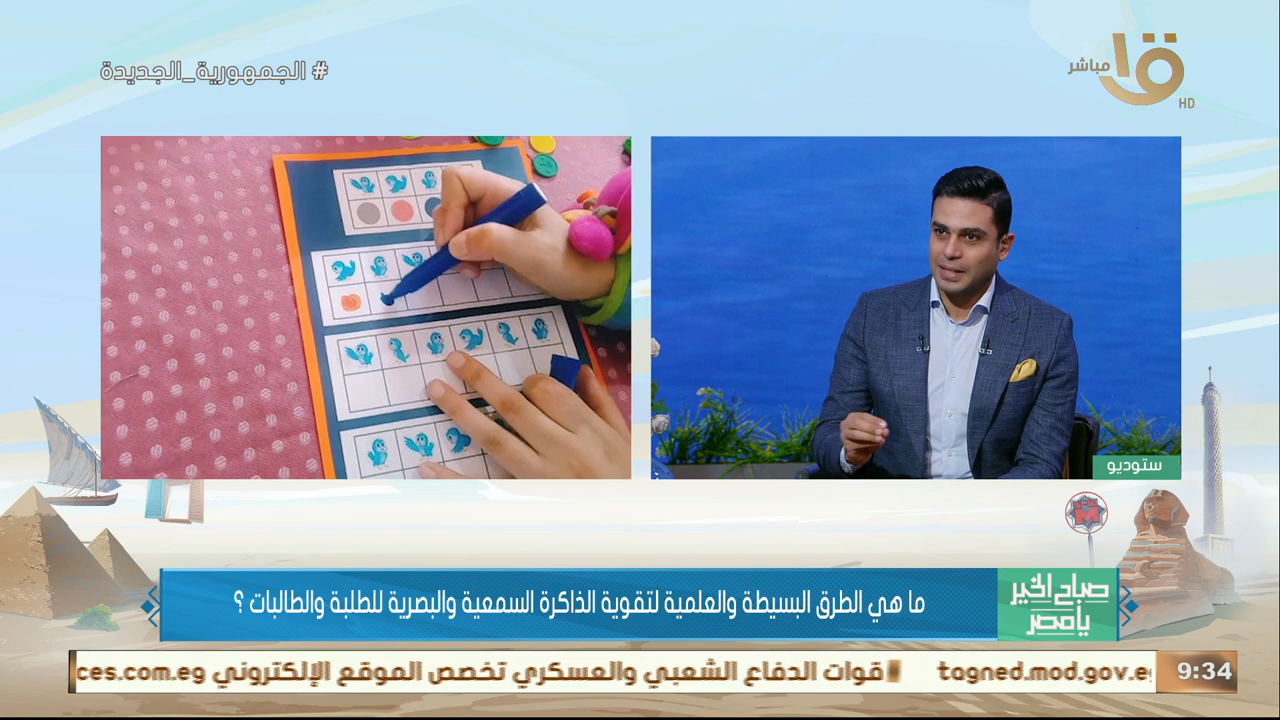 # الجمهورية_الجديدة
مباشر
HD
ستوديو
ما هي الطرق البسيطة والعلمية لتقوية الذاكرة السمعية والبصرية للطلبة والطالبات ؟
صباح الخير
يا مصر
9:34
tagned.mod.gov.eg قوات الدفاع الشعبي والعسكري تخصص الموقع الإلكتروني ces.com.eg